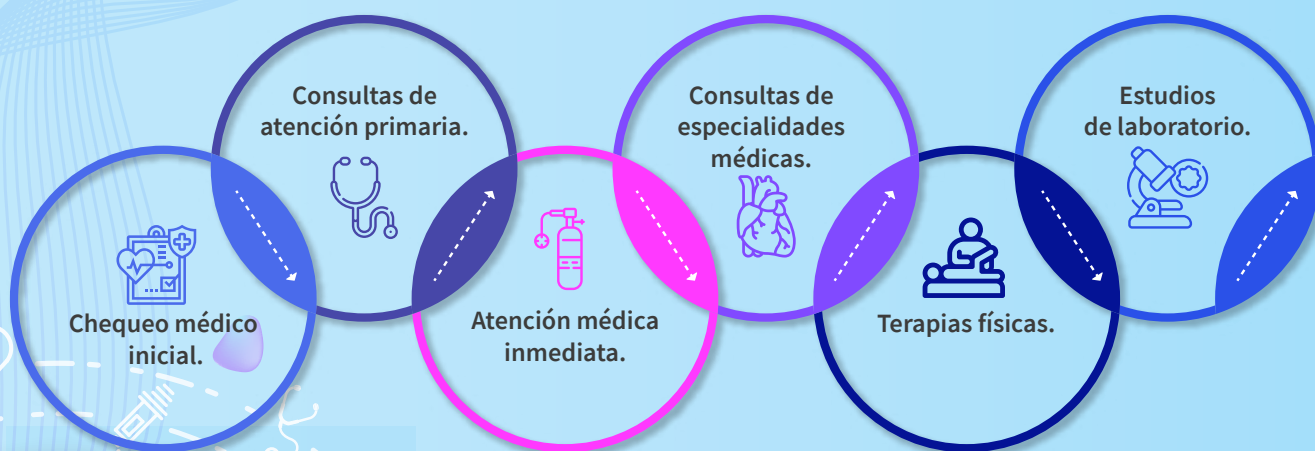 Chequeo médico
inicial.
Consultas de
atención primaria.
Atención médica
inmediata.
Consultas de
especialidades
médicas.
Terapias físicas.
Estudios
de laboratorio.